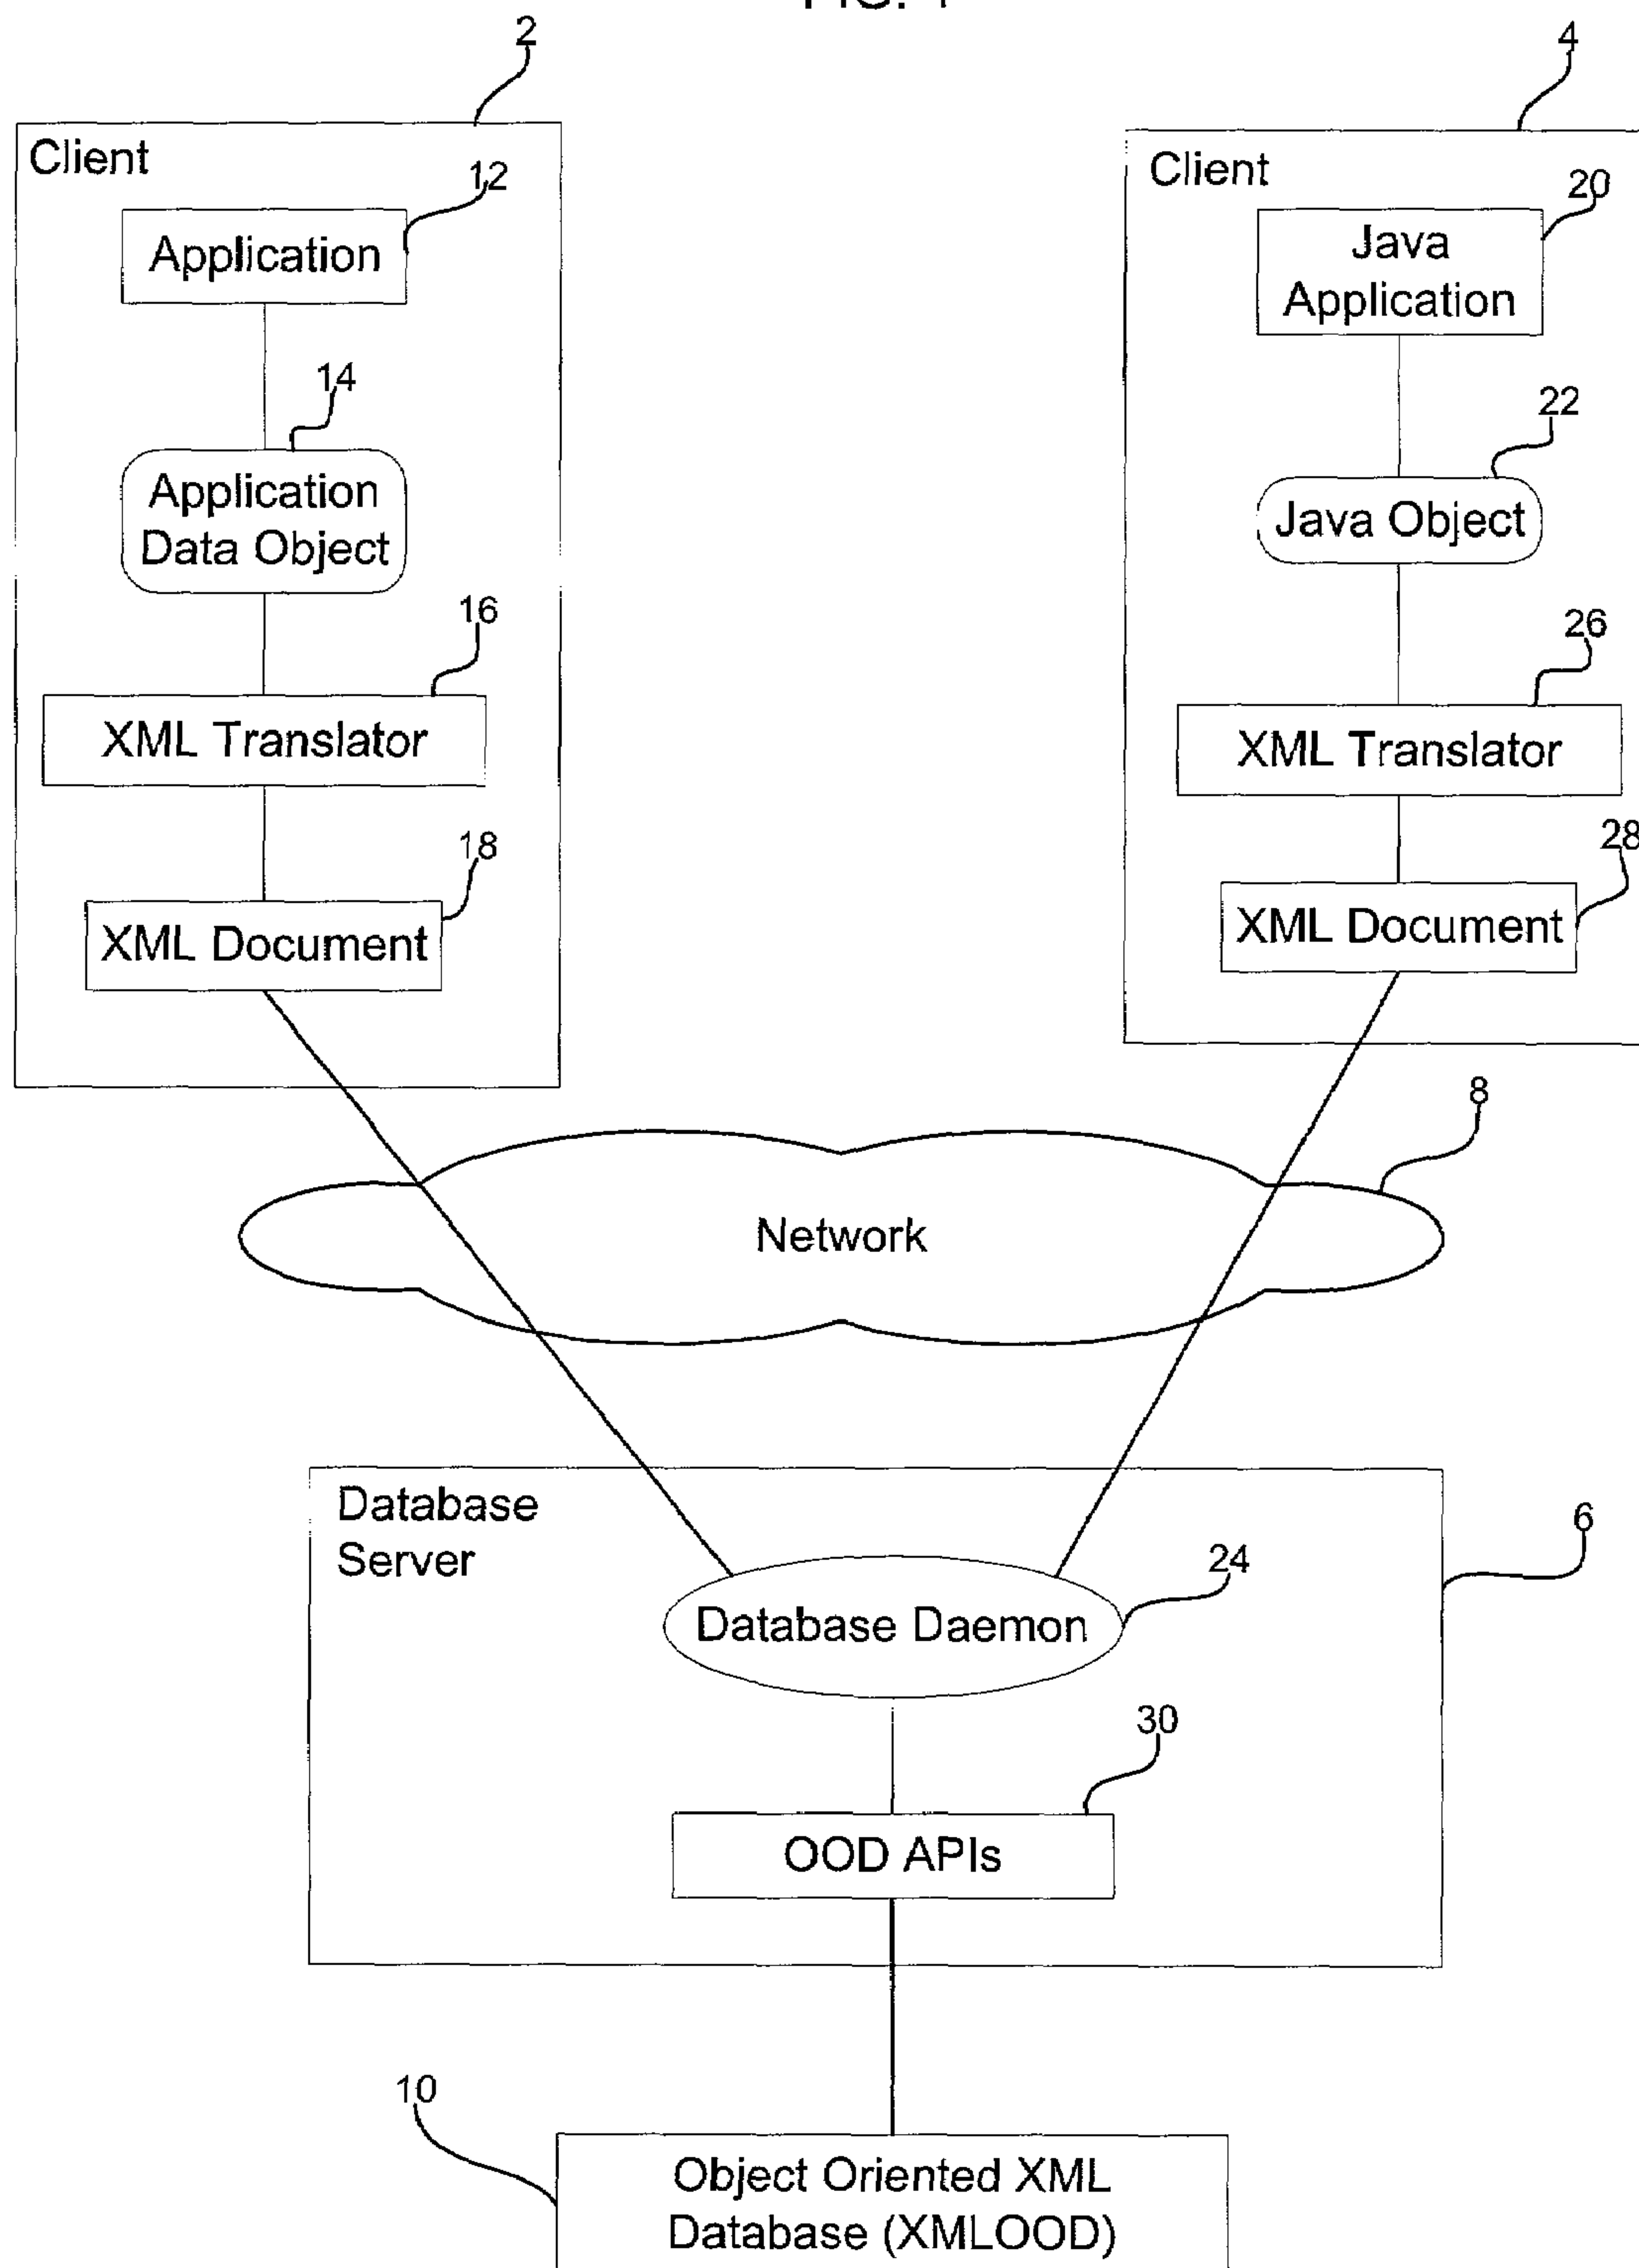 2
4
Client
12
Application
14
Application
Data Object
16
XML Translator
18
XML Document
Client
20
Java
Application
22
Java Object
26
XML Translator
28
XML Document
8
Network
Database
Server
6
24
Database Daemon
30
OOD APIs
10
Object Oriented XML
Database (XMLOOD)